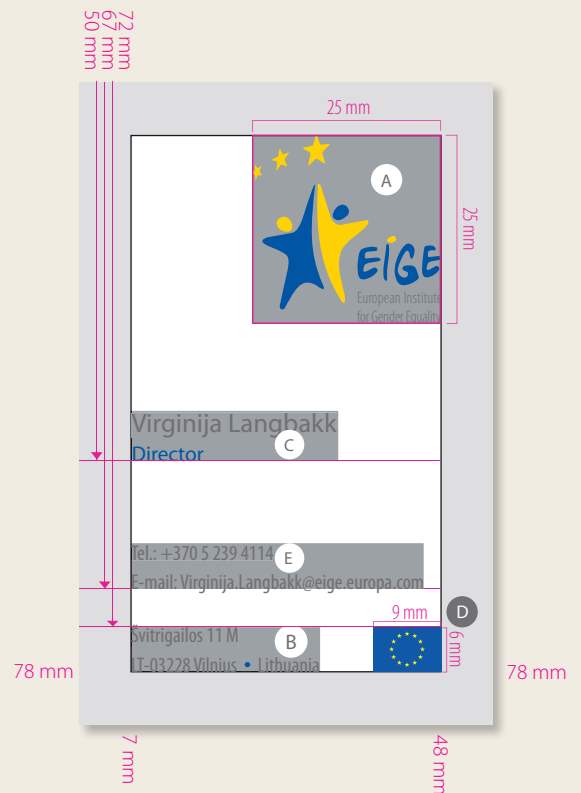 72 mm
67 mm
50 mm
25 mm
A
25 mm
EIGE
European Institute
for Gender Equality
Virginija Langbakk
Director
C
Tel.: +370 5 239 4114
E
E-mail: Virginija.Langbakk@eige.europa.com
9 mm
D
Švitrigailos 11 M
B
6 mm
LT-03228 Vilnius • Lithuania
78 mm
78 mm
7 mm
48 mm